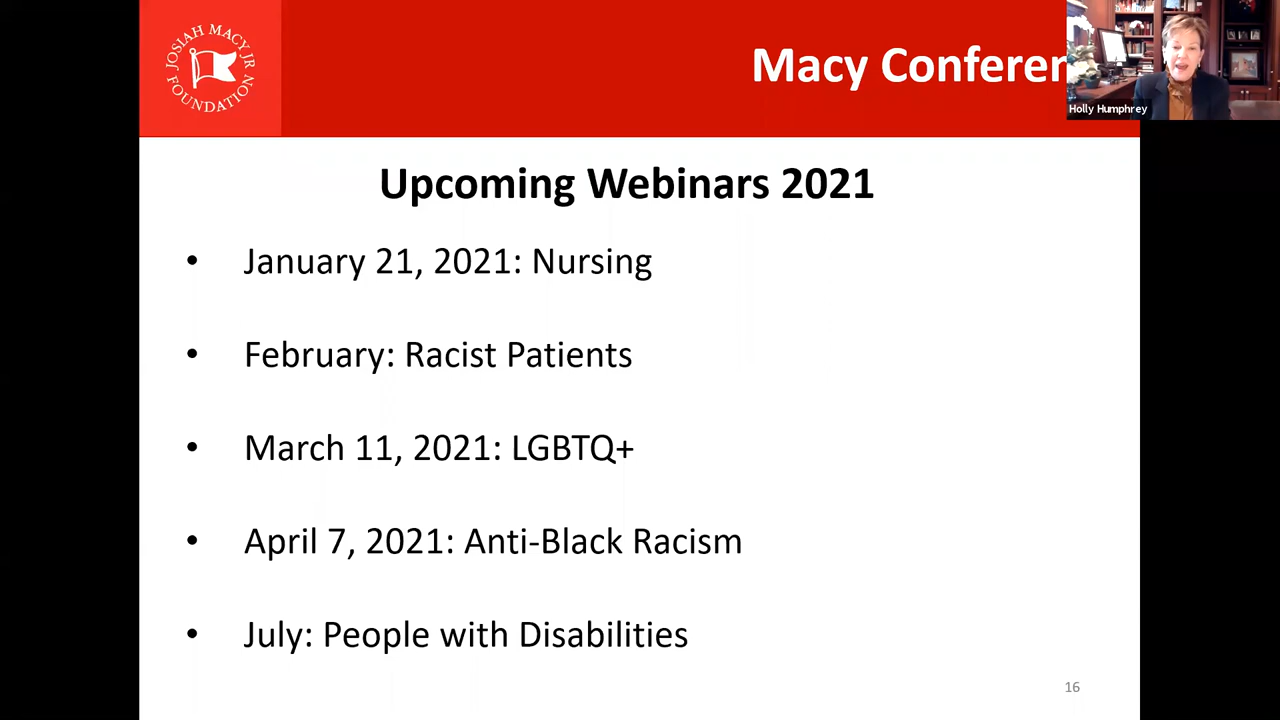 JOSIAH MACY JR
FOUNDATION
Macy Conferen
Holly Humphrey
Upcoming Webinars 2021
• January 21, 2021: Nursing
• February: Racist Patients
• March 11, 2021: LGBTQ+
• April 7, 2021: Anti-Black Racism
• July: People with Disabilities
16